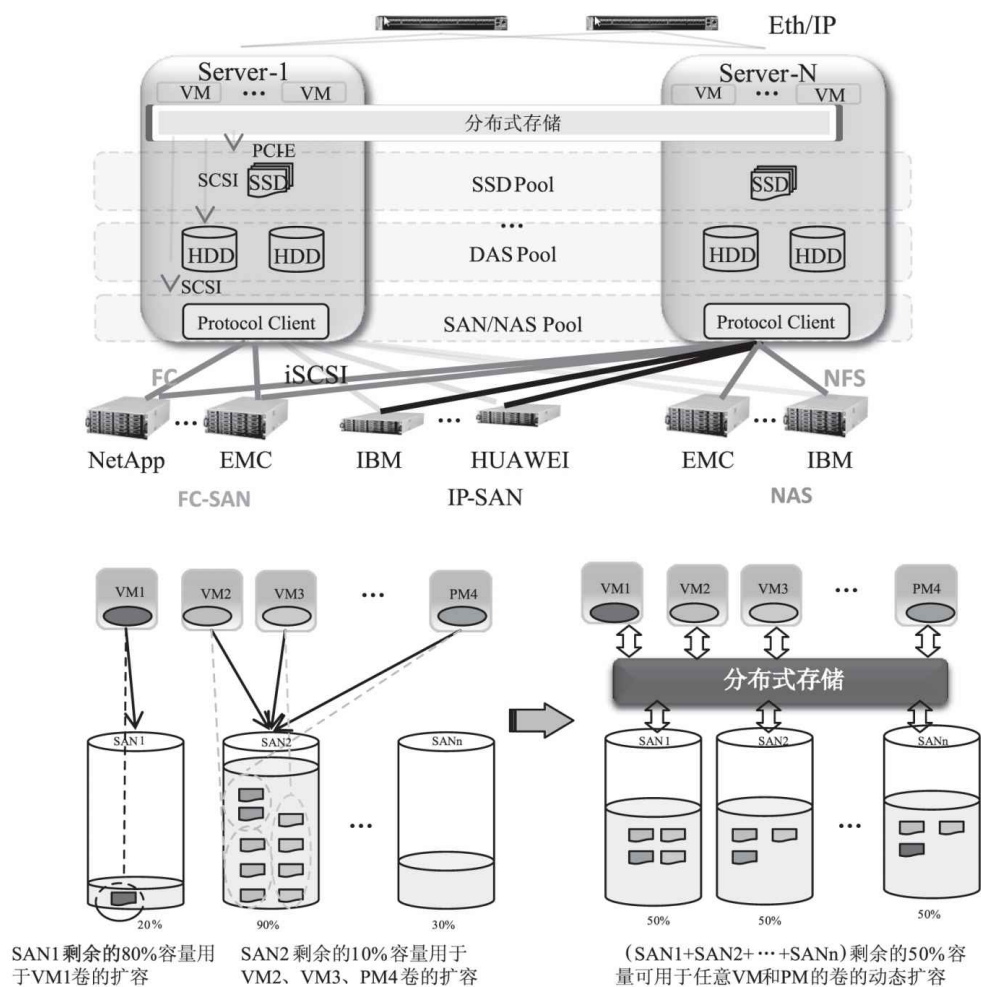 Eth/IP
Server-1
Server-N
VM ... VM
VM ... VM
分布式存储
PCI-E
SCSI
SSD
SSD Pool
SSD
...
HDD
HDD
DAS Pool
HDD
HDD
SCSI
Protocol Client
SAN/NAS Pool
Protocol Client
FC
iSCSI
NFS
...
...
...
NetApp
EMC
IBM
HUAWEI
EMC
IBM
FC-SAN
IP-SAN
NAS
VM1
VM2
VM3
...
PM4
SAN1
SAN2
SANn
...
20%
90%
30%
SAN1剩余的80%容量用
于VM1卷的扩容
SAN2剩余的10%容量用于
VM2、VM3、PM4卷的扩容
VM1
VM2
VM3
...
PM4
分布式存储
SAN1
SAN2
SANn
...
50%
50%
50%
(SAN1+SAN2+…+SANn)剩余的50%容
量可用于任意VM和PM的卷的动态扩容